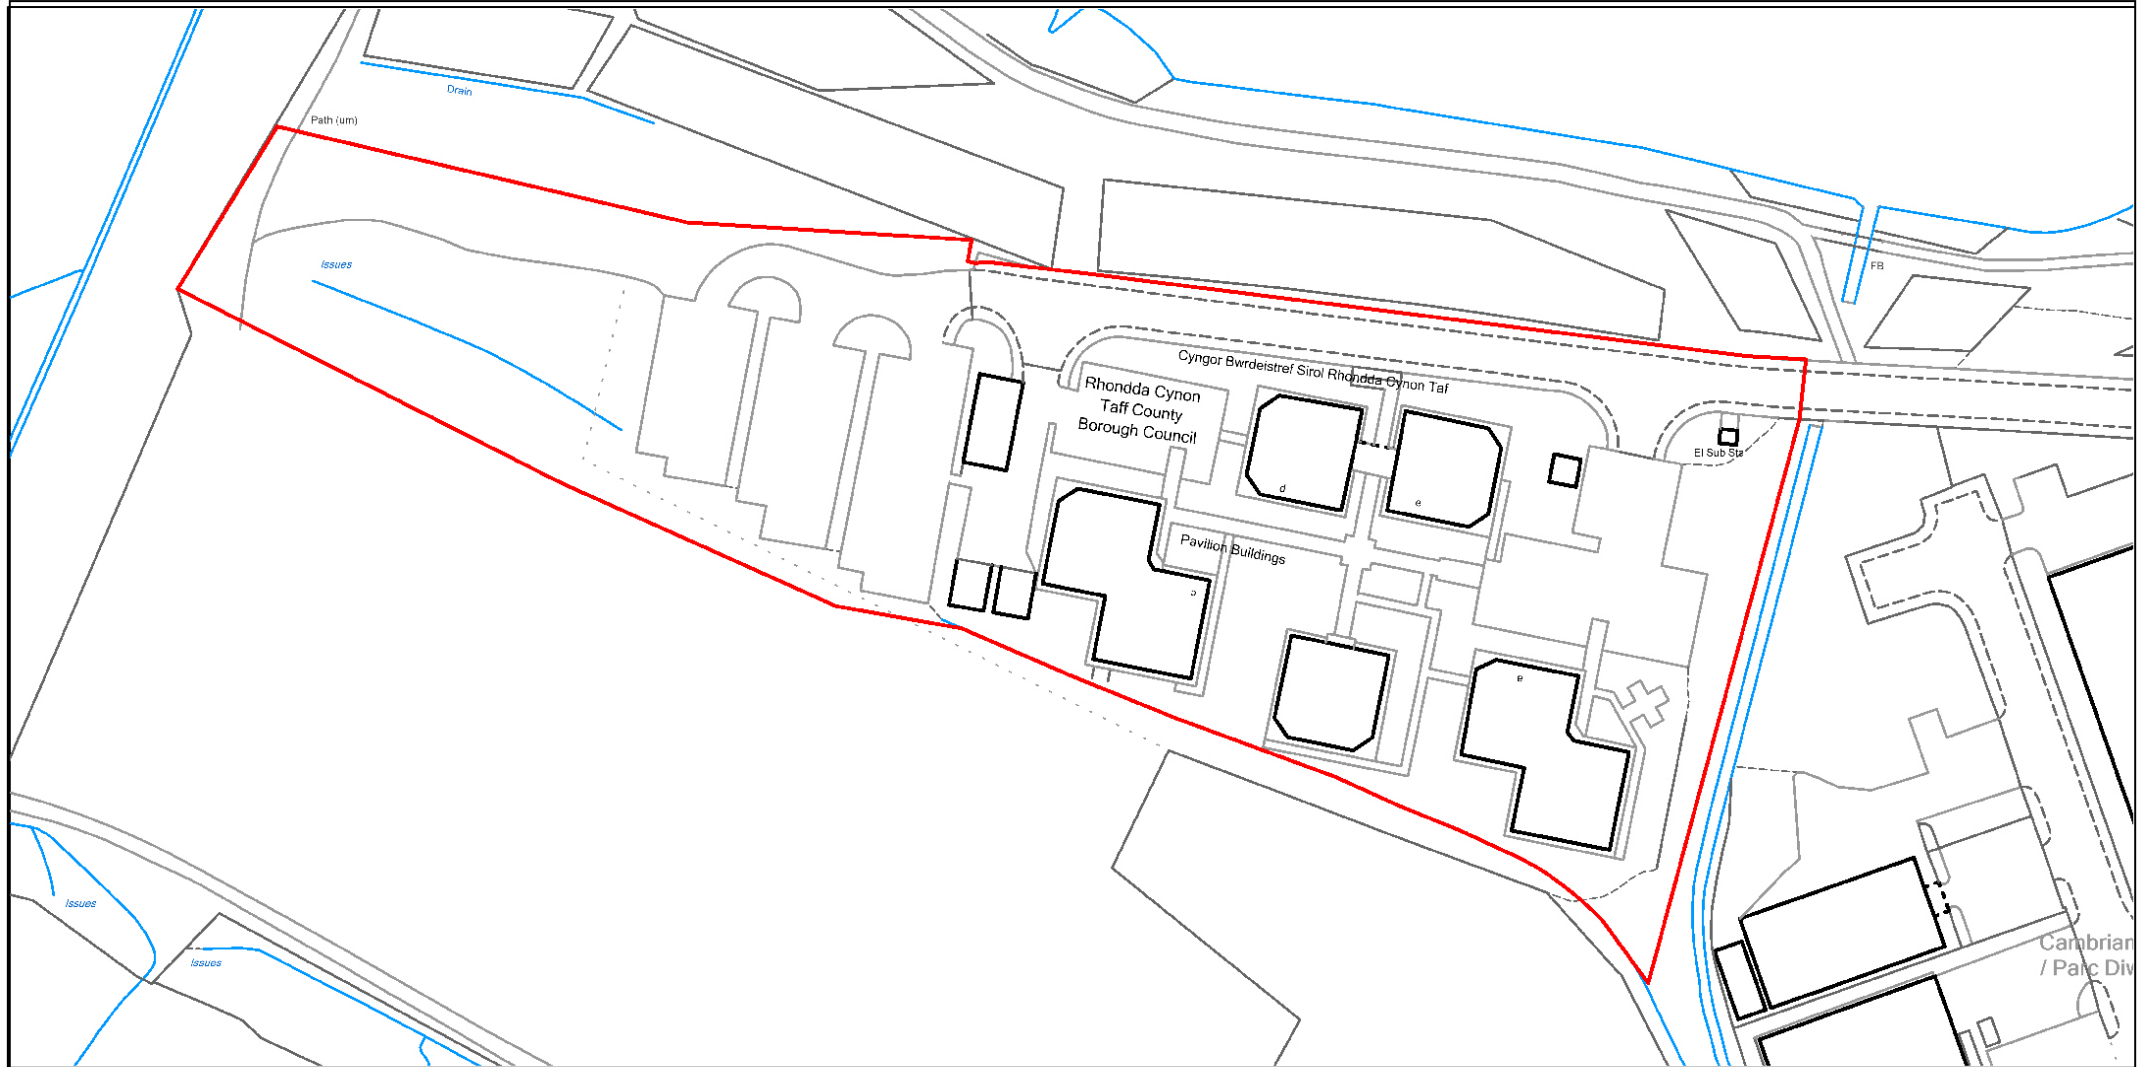 Drain
Path (um)
Issues
FB
Cyngor Bwrdeistref Sirol Rhondda Cynon Taf
Rhondda Cynon
Taff County
Borough Council
El Sub Sta
d
e
Pavilion Buildings
a
Issues
Issues
Cambrian
/ Parc